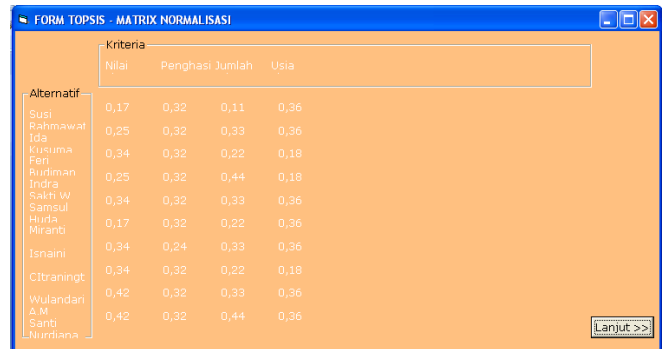 FORM TOPSIS - MATRIX NORMALISASI
Kriteria
Nilai Penghasi Jumlah Usia
Alternatif
Susi
Rahmawat
Ida
Kusuma
Feri
Budiman
Indra
Sakti W
Samsul
Huda
Miranti
Isnaini
CItraningt
Wulandari
A.M
Santi
Nurdiana
0,17 0,32 0,11 0,36
0,25 0,32 0,33 0,36
0,34 0,32 0,22 0,18
0,25 0,32 0,44 0,18
0,34 0,32 0,33 0,36
0,17 0,32 0,22 0,36
0,34 0,24 0,33 0,36
0,34 0,32 0,22 0,18
0,42 0,32 0,33 0,36
0,42 0,32 0,44 0,36
Lanjut >>